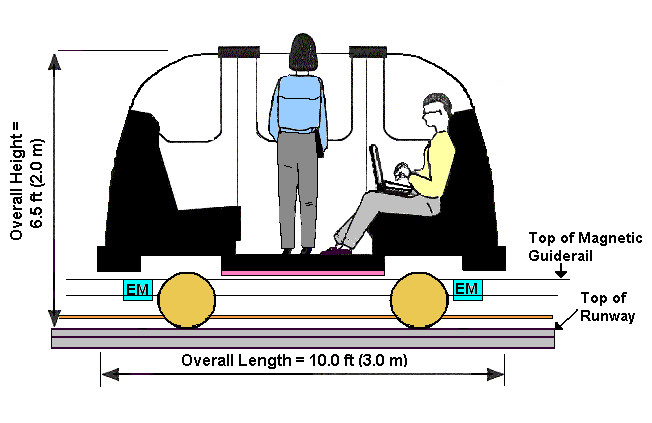 Overall Height =
6.5 ft (2.0 m)
Top of Magnetic
Guiderail
EM
EM
Top of
Runway
Overall Length = 10.0 ft (3.0 m)